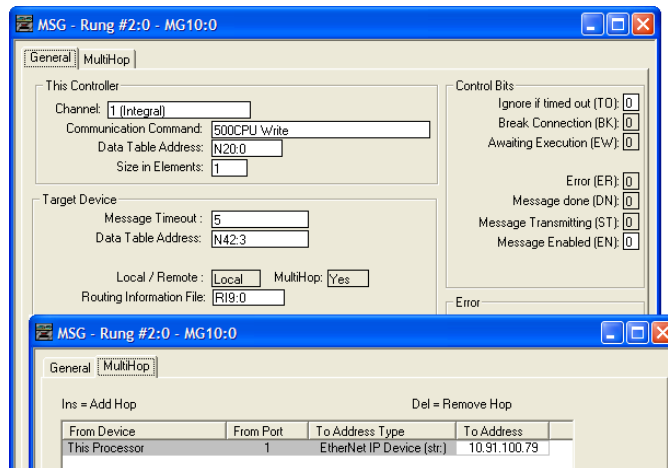 MSG - Rung #2:0 - MG10:0
General MultiHop
This Controller
Channel: 1 (Integral)
Communication Command: 500CPU Write
Data Table Address: N20:0
Size in Elements: 1
Control Bits
Ignore if timed out (TO): 0
Break Connection (BK): 0
Awaiting Execution (EW): 0
Error (ER): 0
Message done (DN): 0
Message Transmitting (ST): 0
Message Enabled (EN): 0
Target Device
Message Timeout : 5
Data Table Address: N42:3
Local / Remote : Local MultiHop: Yes
Routing Information File: RI9:0
Error
MSG - Rung #2:0 - MG10:0
General MultiHop
Ins = Add Hop Del = Remove Hop
From Device From Port To Address Type To Address
This Processor 1 EtherNet IP Device (str:) 10.91.100.79